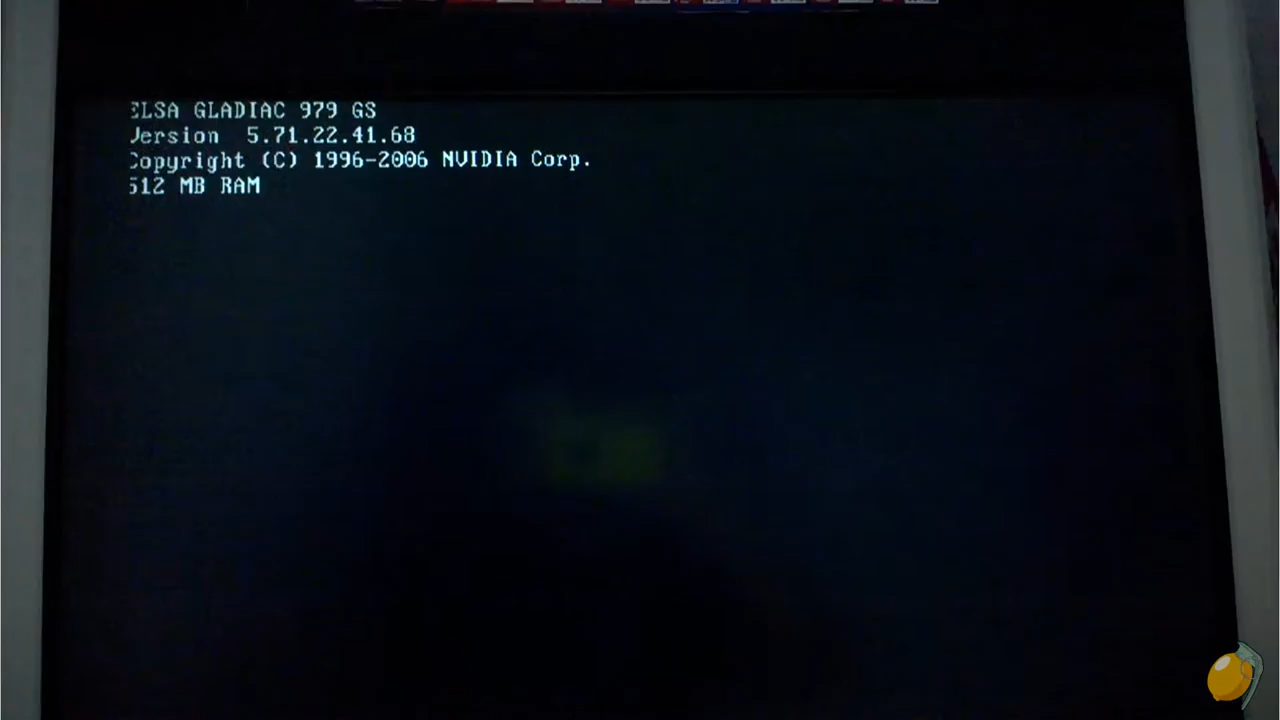 ELSA GLADIAC 979 GS
Version 5.71.22.41.68
Copyright (C) 1996-2006 NVIDIA Corp.
512 MB RAM